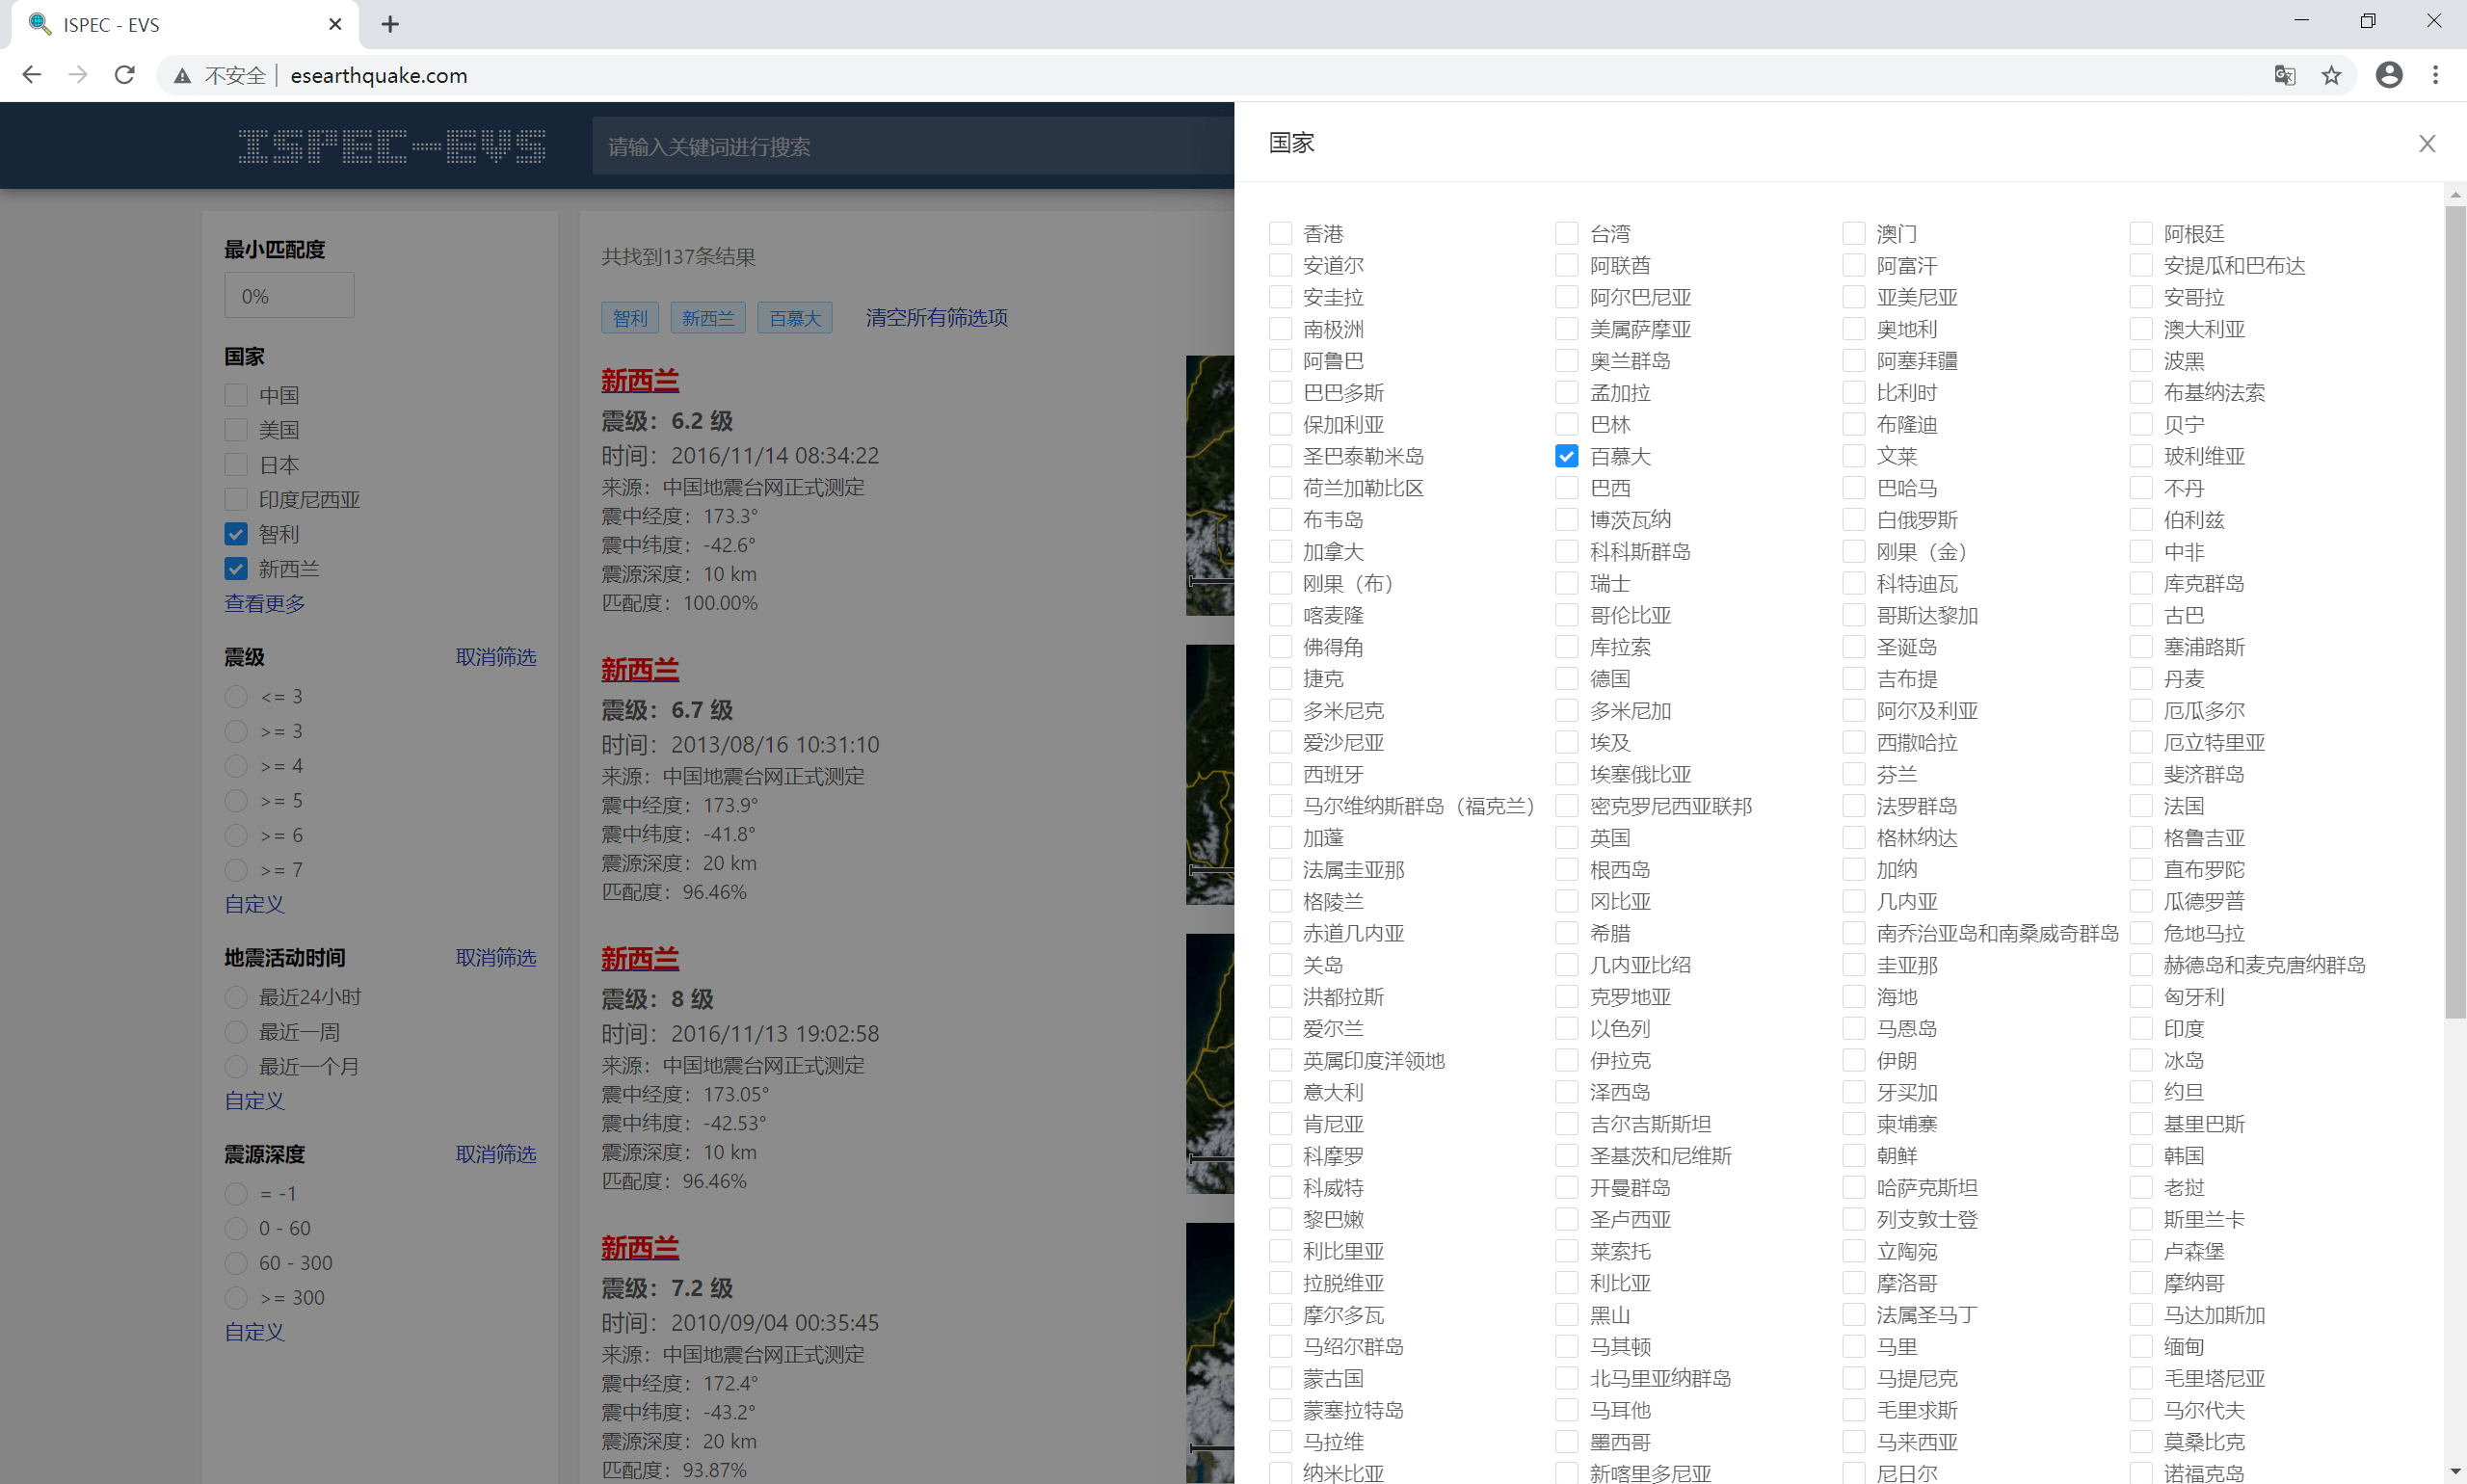 ISPEC - EVS
不安全 | esearthquake.com
ISPEC-EVS
请输入关键词进行搜索
最小匹配度
0%
国家
中国
美国
日本
印度尼西亚
智利
新西兰
查看更多
震级 取消筛选
<= 3
>= 3
>= 4
>= 5
>= 6
>= 7
自定义
地震活动时间 取消筛选
最近24小时
最近一周
最近一个月
自定义
震源深度 取消筛选
= -1
0 - 60
60 - 300
>= 300
自定义
共找到137条结果
智利 新西兰 百慕大 清空所有筛选项
新西兰
震级：6.2 级
时间：2016/11/14 08:34:22
来源：中国地震台网正式测定
震中经度：173.3°
震中纬度：-42.6°
震源深度：10 km
匹配度：100.00%
新西兰
震级：6.7 级
时间：2013/08/16 10:31:10
来源：中国地震台网正式测定
震中经度：173.9°
震中纬度：-41.8°
震源深度：20 km
匹配度：96.46%
新西兰
震级：8 级
时间：2016/11/13 19:02:58
来源：中国地震台网正式测定
震中经度：173.05°
震中纬度：-42.53°
震源深度：10 km
匹配度：96.46%
新西兰
震级：7.2 级
时间：2010/09/04 00:35:45
来源：中国地震台网正式测定
震中经度：172.4°
震中纬度：-43.2°
震源深度：20 km
匹配度：93.87%
国家
香港 台湾 澳门 阿根廷
安道尔 阿联酋 阿富汗 安提瓜和巴布达
安圭拉 阿尔巴尼亚 亚美尼亚 安哥拉
南极洲 美属萨摩亚 奥地利 澳大利亚
阿鲁巴 奥兰群岛 阿塞拜疆 波黑
巴巴多斯 孟加拉 比利时 布基纳法索
保加利亚 巴林 布隆迪 贝宁
圣巴泰勒米岛 百慕大 文莱 玻利维亚
荷兰加勒比区 巴西 巴哈马 不丹
布韦岛 博茨瓦纳 白俄罗斯 伯利兹
加拿大 科科斯群岛 刚果（金） 中非
刚果（布） 瑞士 科特迪瓦 库克群岛
喀麦隆 哥伦比亚 哥斯达黎加 古巴
佛得角 库拉索 圣诞岛 塞浦路斯
捷克 德国 吉布提 丹麦
多米尼克 多米尼加 阿尔及利亚 厄瓜多尔
爱沙尼亚 埃及 西撒哈拉 厄立特里亚
西班牙 埃塞俄比亚 芬兰 斐济群岛
马尔维纳斯群岛（福克兰） 密克罗尼西亚联邦 法罗群岛 法国
加蓬 英国 格林纳达 格鲁吉亚
法属圭亚那 根西岛 加纳 直布罗陀
格陵兰 冈比亚 几内亚 瓜德罗普
赤道几内亚 希腊 南乔治亚岛和南桑威奇群岛 危地马拉
关岛 几内亚比绍 圭亚那 赫德岛和麦克唐纳群岛
洪都拉斯 克罗地亚 海地 匈牙利
爱尔兰 以色列 马恩岛 印度
英属印度洋领地 伊拉克 伊朗 冰岛
意大利 泽西岛 牙买加 约旦
肯尼亚 吉尔吉斯斯坦 柬埔寨 基里巴斯
科摩罗 圣基茨和尼维斯 朝鲜 韩国
科威特 开曼群岛 哈萨克斯坦 老挝
黎巴嫩 圣卢西亚 列支敦士登 斯里兰卡
利比里亚 莱索托 立陶宛 卢森堡
拉脱维亚 利比亚 摩洛哥 摩纳哥
摩尔多瓦 黑山 法属圣马丁 马达加斯加
马绍尔群岛 马其顿 马里 缅甸
蒙古国 北马里亚纳群岛 马提尼克 毛里塔尼亚
蒙塞拉特岛 马耳他 毛里求斯 马尔代夫
马拉维 墨西哥 马来西亚 莫桑比克
纳米比亚 新喀里多尼亚 尼日尔 诺福克岛